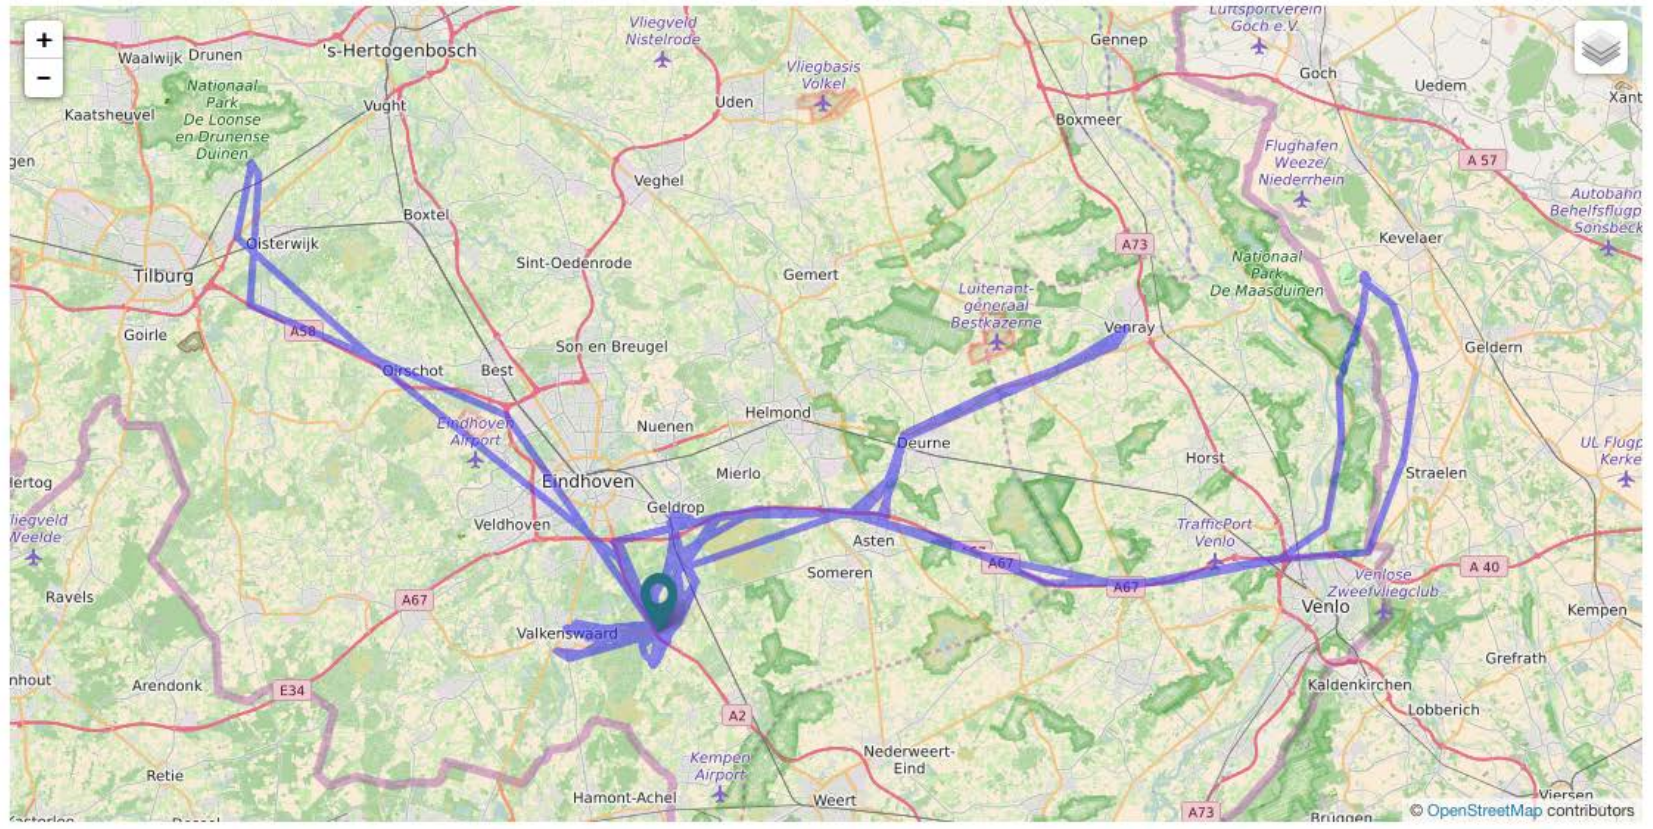 +
−
Waalwijk
Drunen
's-Hertogenbosch
Vliegveld
Nistelrode
Gennep
Luftsportverein
Goch e.V.
Goch
Uedem
Xant
Nationaal
Park
De Loonse
en Drunense
Duinen
Kaatsheuvel
Vught
Uden
Vliegbasis
Volkel
Boxmeer
Flughafen
Weeze/
Niederrhein
A 57
gen
Veghel
Autobahn
Behelfsflugp
Sonsbeck
Boxtel
Oisterwijk
Tilburg
Sint-Oedenrode
Gemert
A73
Kevelaer
Nationaal
Park
De Maasduinen
Luitenant-
generaal
Bestkazerne
Venray
Goirle
A58
Son en Breugel
Geldern
Oirschot
Best
Helmond
Eindhoven
Airport
Nuenen
Deurne
UL Flugp
Kerke
Horst
Straelen
Mierlo
Eindhoven
Geldrop
ertog
liegveld
Weelde
Veldhoven
Asten
TrafficPort
Venlo
A67
A 40
Someren
Venlose
Zweefvliegclub
A67
Ravels
A67
Venlo
Kempen
Valkenswaard
Grefrath
nhout
Arendonk
E34
Kaldenkirchen
Lobberich
A2
Kempen
Airport
Nederweert-
Eind
Retie
Hamont-Achel
Weert
Viersen
A73
Brüggen
© OpenStreetMap contributors